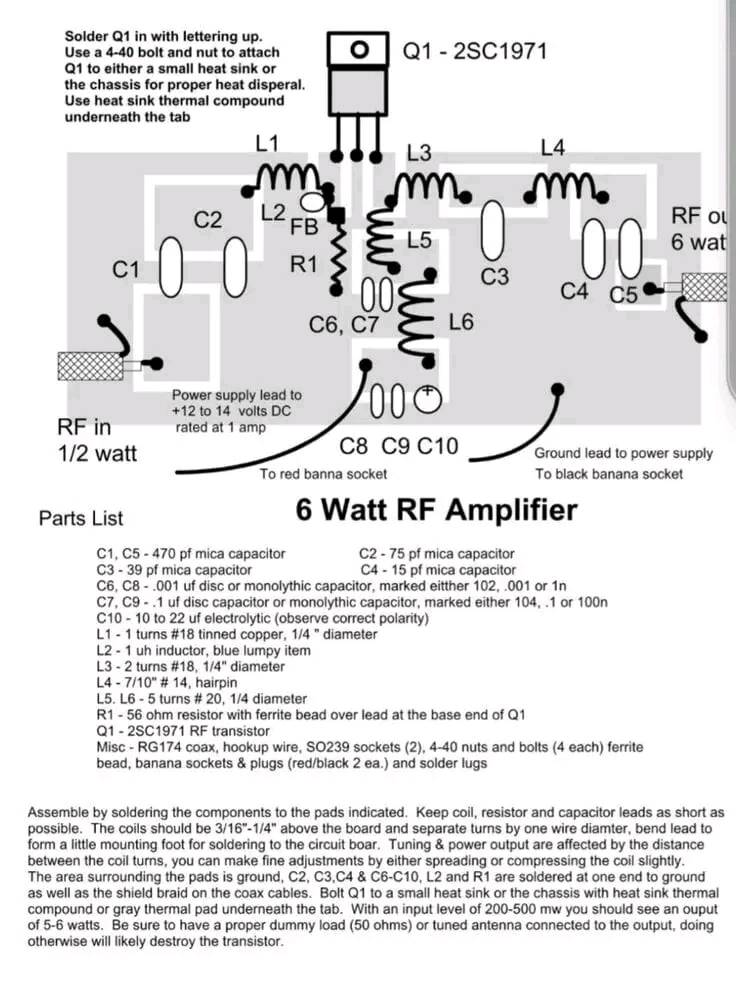 Solder Q1 in with lettering up.
Use a 4-40 bolt and nut to attach
Q1 to either a small heat sink or
the chassis for proper heat disperal.
Use heat sink thermal compound
underneath the tab
Q1 - 2SC1971
L1
L3
L4
C2
L2
FB
RF
6
L5
C1
R1
C3
C4
C5
C6, C7
L6
RF in
1/2 watt
Power supply lead to
+12 to 14 volts DC
rated at 1 amp
+
C8 C9 C10
To red banna socket
Ground lead to power supply
To black banana socket
6 Watt RF Amplifier
Parts List
C1, C5 - 470 pf mica capacitor C2 - 75 pf mica capacitor
C3 - 39 pf mica capacitor C4 - 15 pf mica capacitor
C6, C8 - .001 uf disc or monolythic capacitor, marked eitther 102, .001 or 1n
C7, C9 - .1 uf disc capacitor or monolythic capacitor, marked either 104, .1 or 100n
C10 - 10 to 22 uf electrolytic (observe correct polarity)
L1 - 1 turns #18 tinned copper, 1/4 " diameter
L2 - 1 uh inductor, blue lumpy item
L3 - 2 turns #18, 1/4" diameter
L4 - 7/10" # 14, hairpin
L5. L6 - 5 turns # 20, 1/4 diameter
R1 - 56 ohm resistor with ferrite bead over lead at the base end of Q1
Q1 - 2SC1971 RF transistor
Misc - RG174 coax, hookup wire, SO239 sockets (2), 4-40 nuts and bolts (4 each) ferrite
bead, banana sockets & plugs (red/black 2 ea.) and solder lugs
Assemble by soldering the components to the pads indicated. Keep coil, resistor and capacitor leads as short as
possible. The coils should be 3/16"-1/4" above the board and separate turns by one wire diamter, bend lead to
form a little mounting foot for soldering to the circuit boar. Tuning & power output are affected by the distance
between the coil turns, you can make fine adjustments by either spreading or compressing the coil slightly.
The area surrounding the pads is ground, C2, C3,C4 & C6-C10, L2 and R1 are soldered at one end to ground
as well as the shield braid on the coax cables. Bolt Q1 to a small heat sink or the chassis with heat sink thermal
compound or gray thermal pad underneath the tab. With an input level of 200-500 mw you should see an ouput
of 5-6 watts. Be sure to have a proper dummy load (50 ohms) or tuned antenna connected to the output, doing
otherwise will likely destroy the transistor.